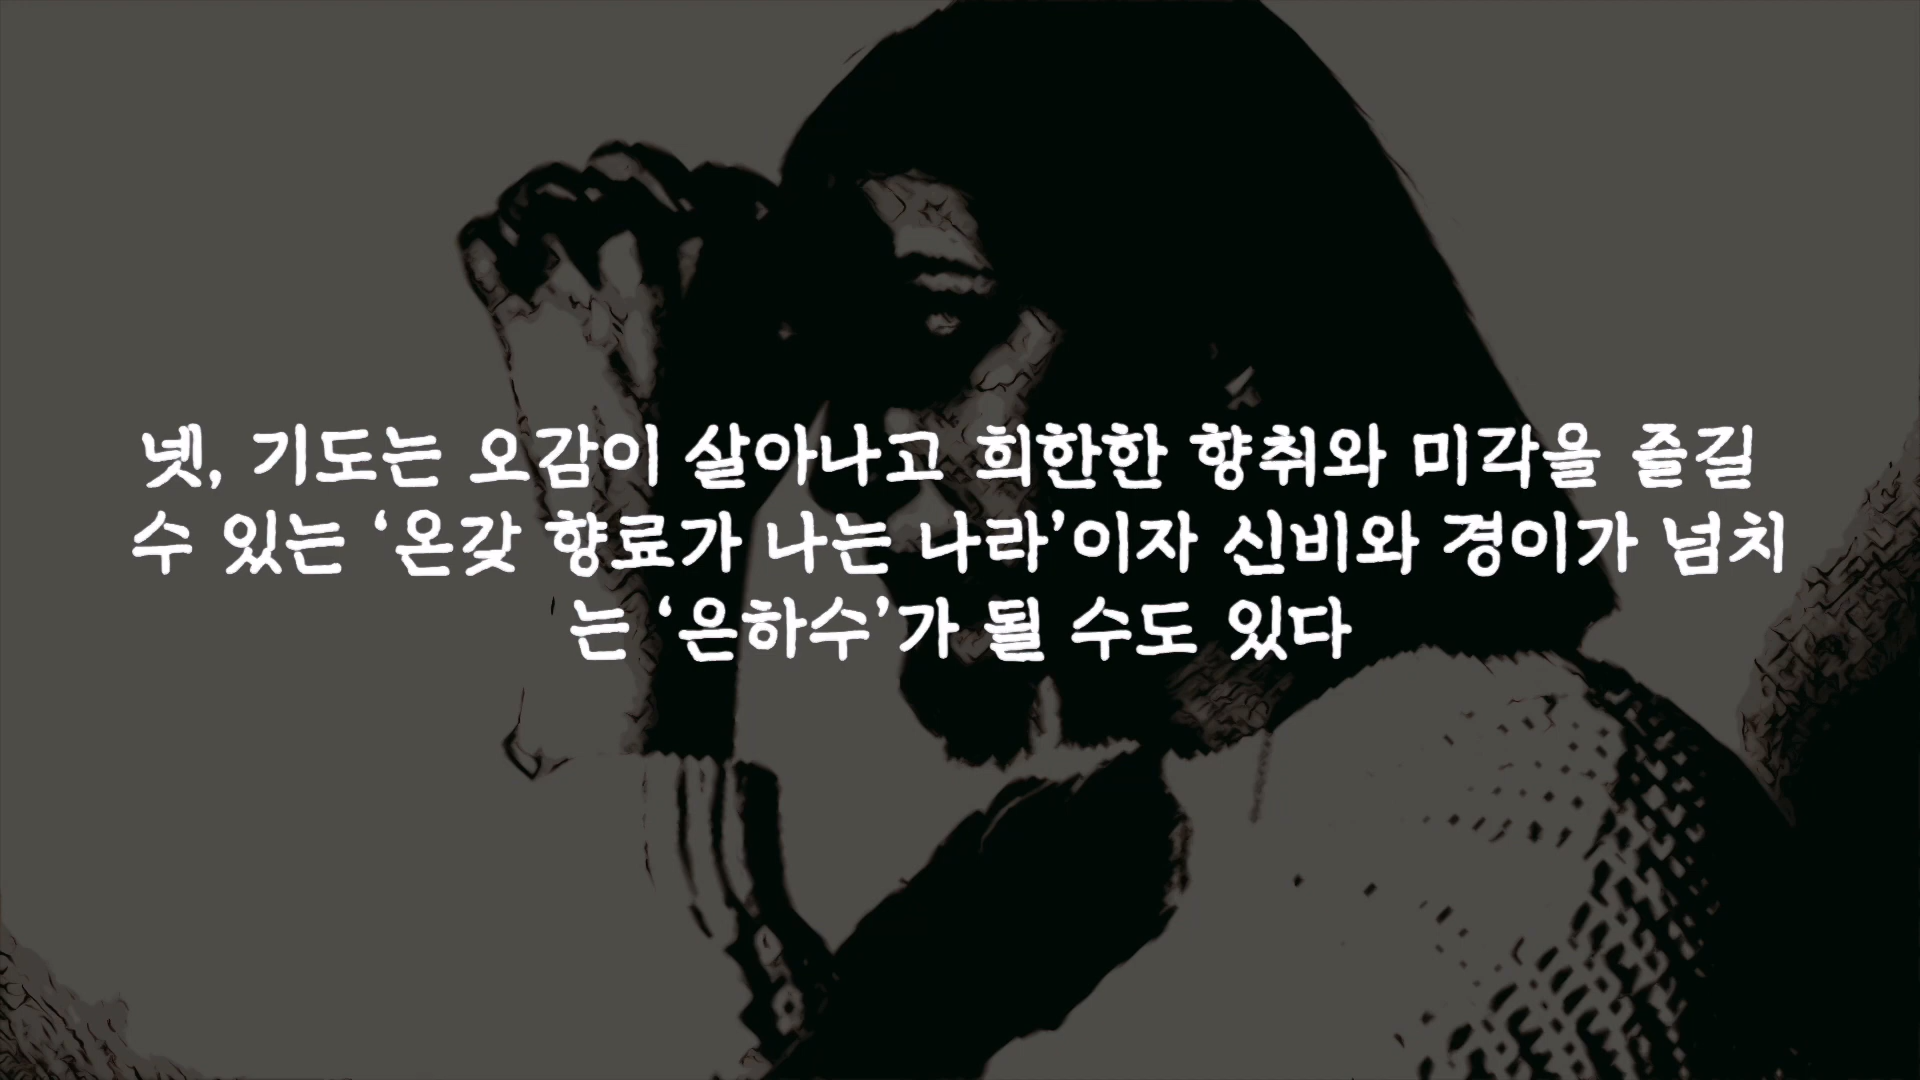 넷, 기도는 오감이 살아나고 희한한 향취와 미각을 즐길
수 있는 ‘온갖 향료가 나는 나라’이자 신비와 경이가 넘치
는 ‘은하수’가 될 수도 있다